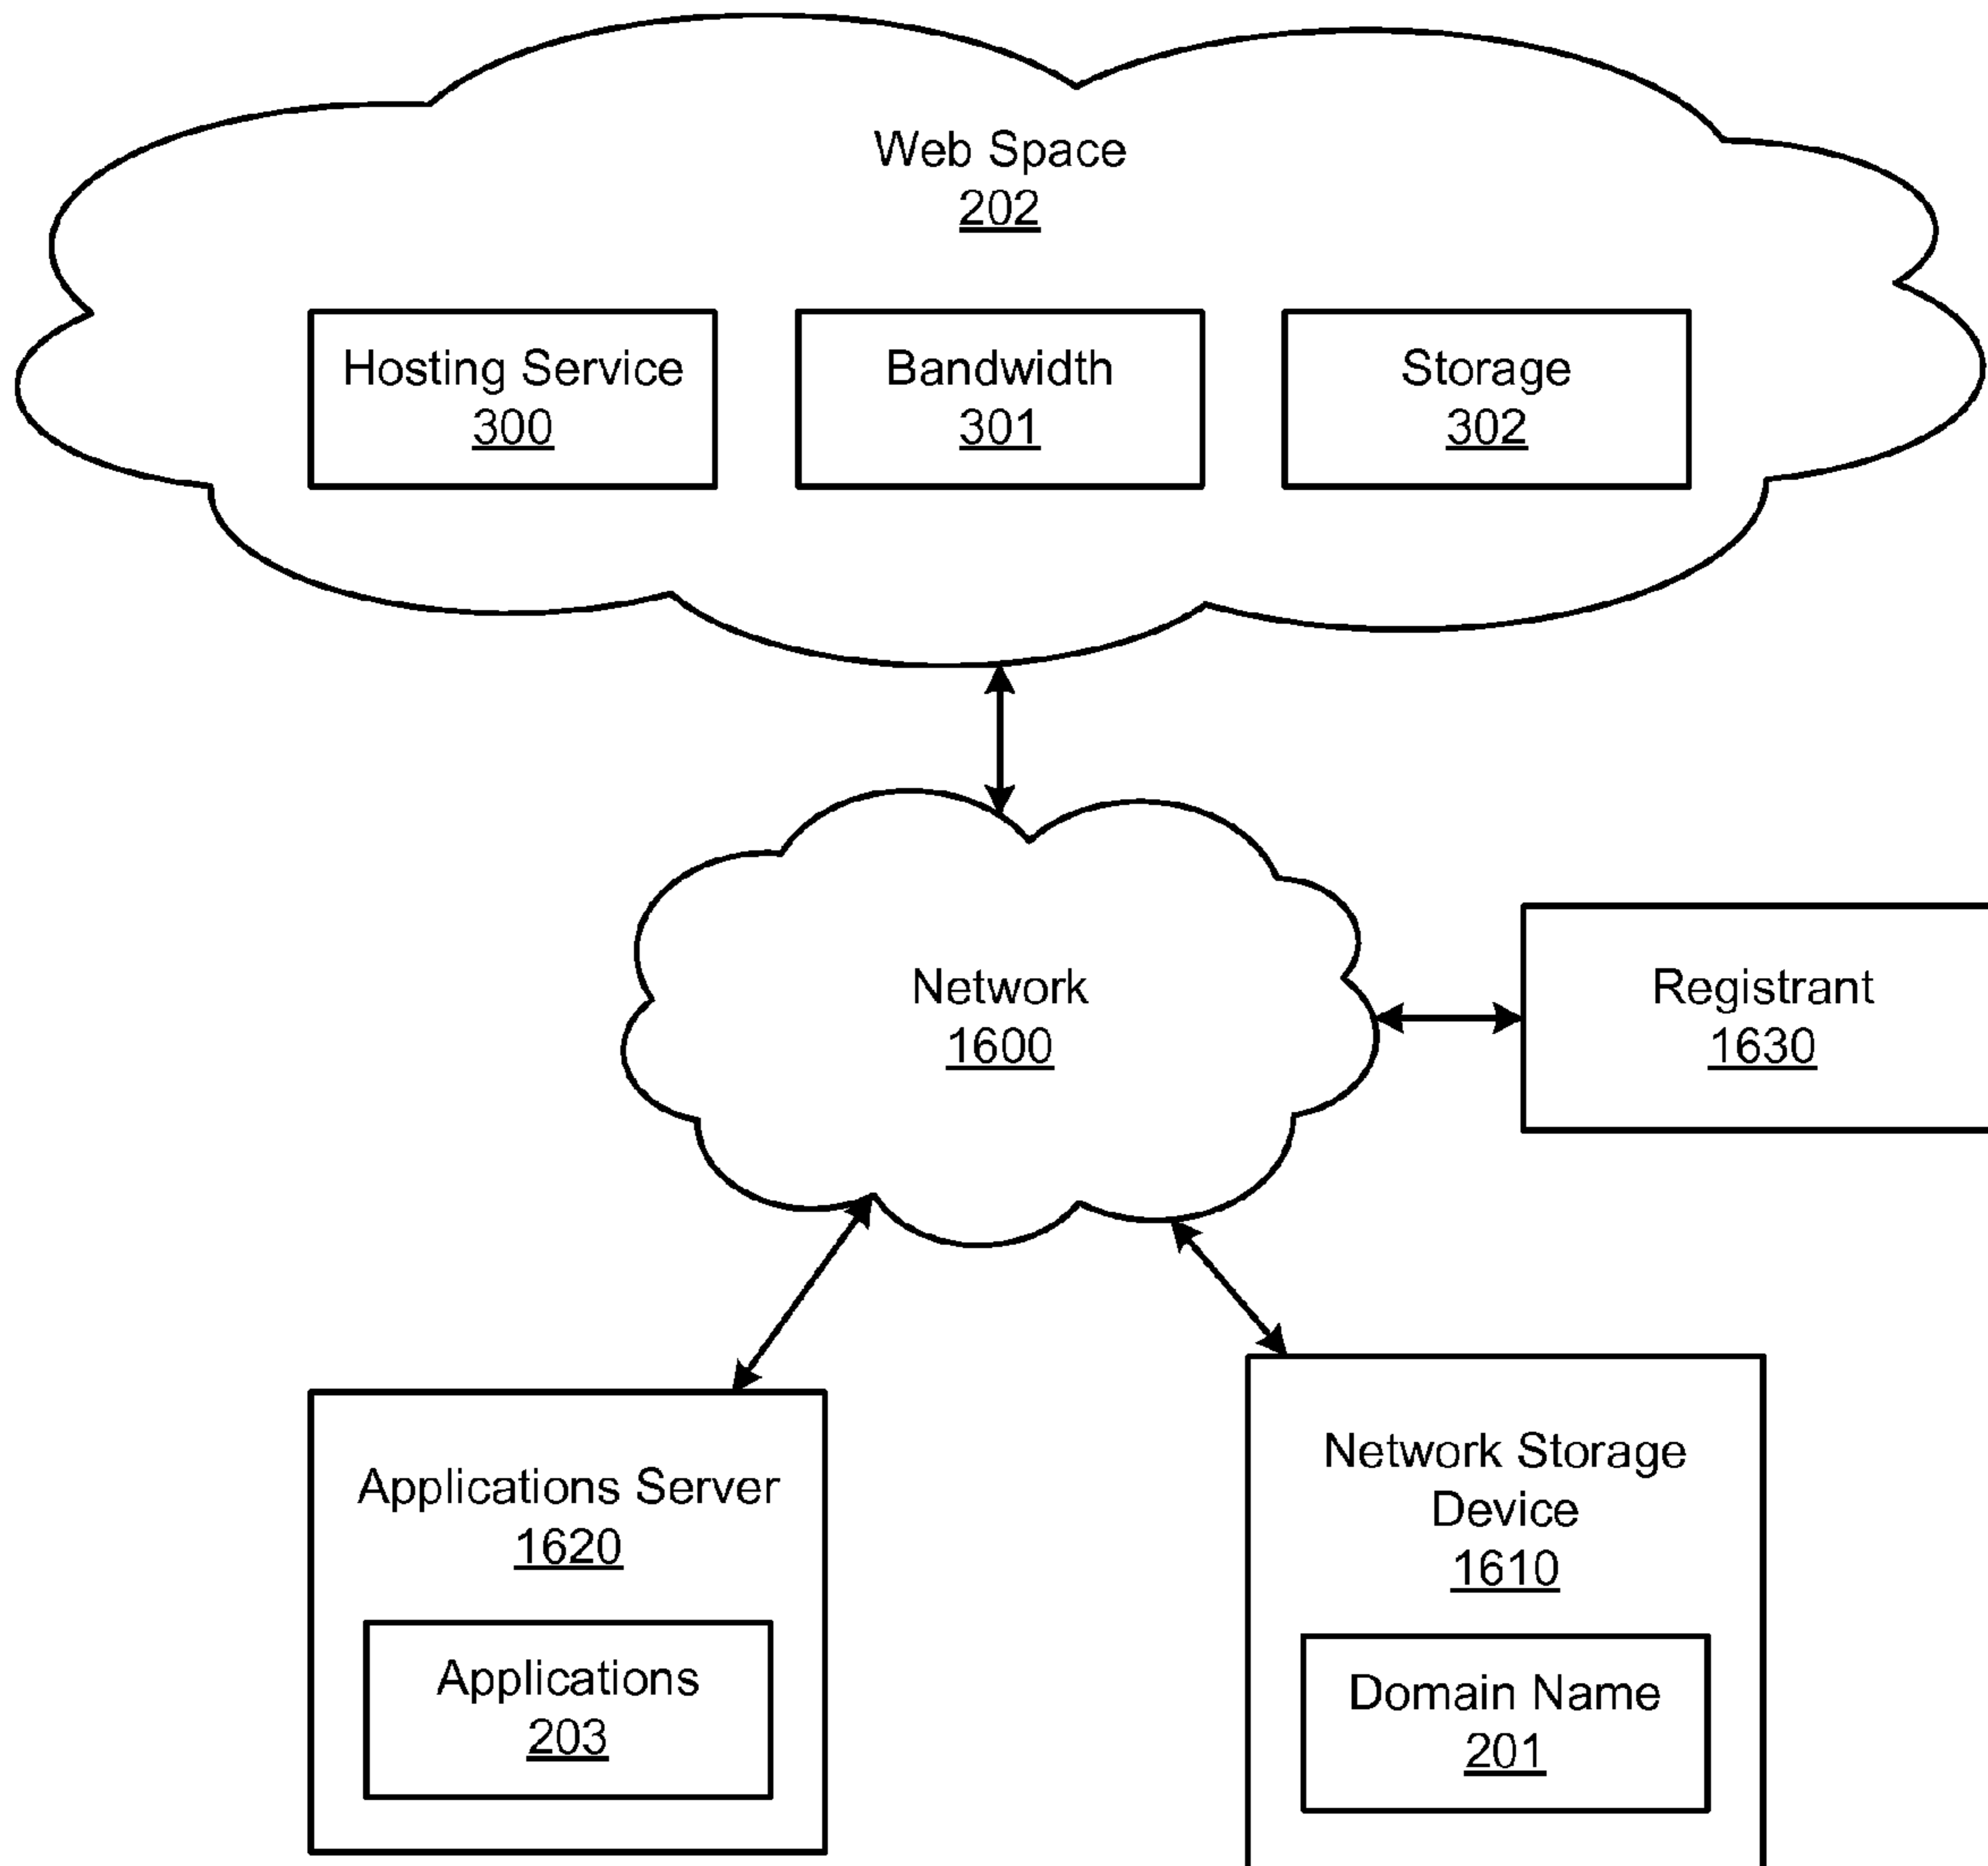 Web Space
202
Hosting Service
300
Bandwidth
301
Storage
302
Network
1600
Registrant
1630
Applications Server
1620
Applications
203
Network Storage
Device
1610
Domain Name
201